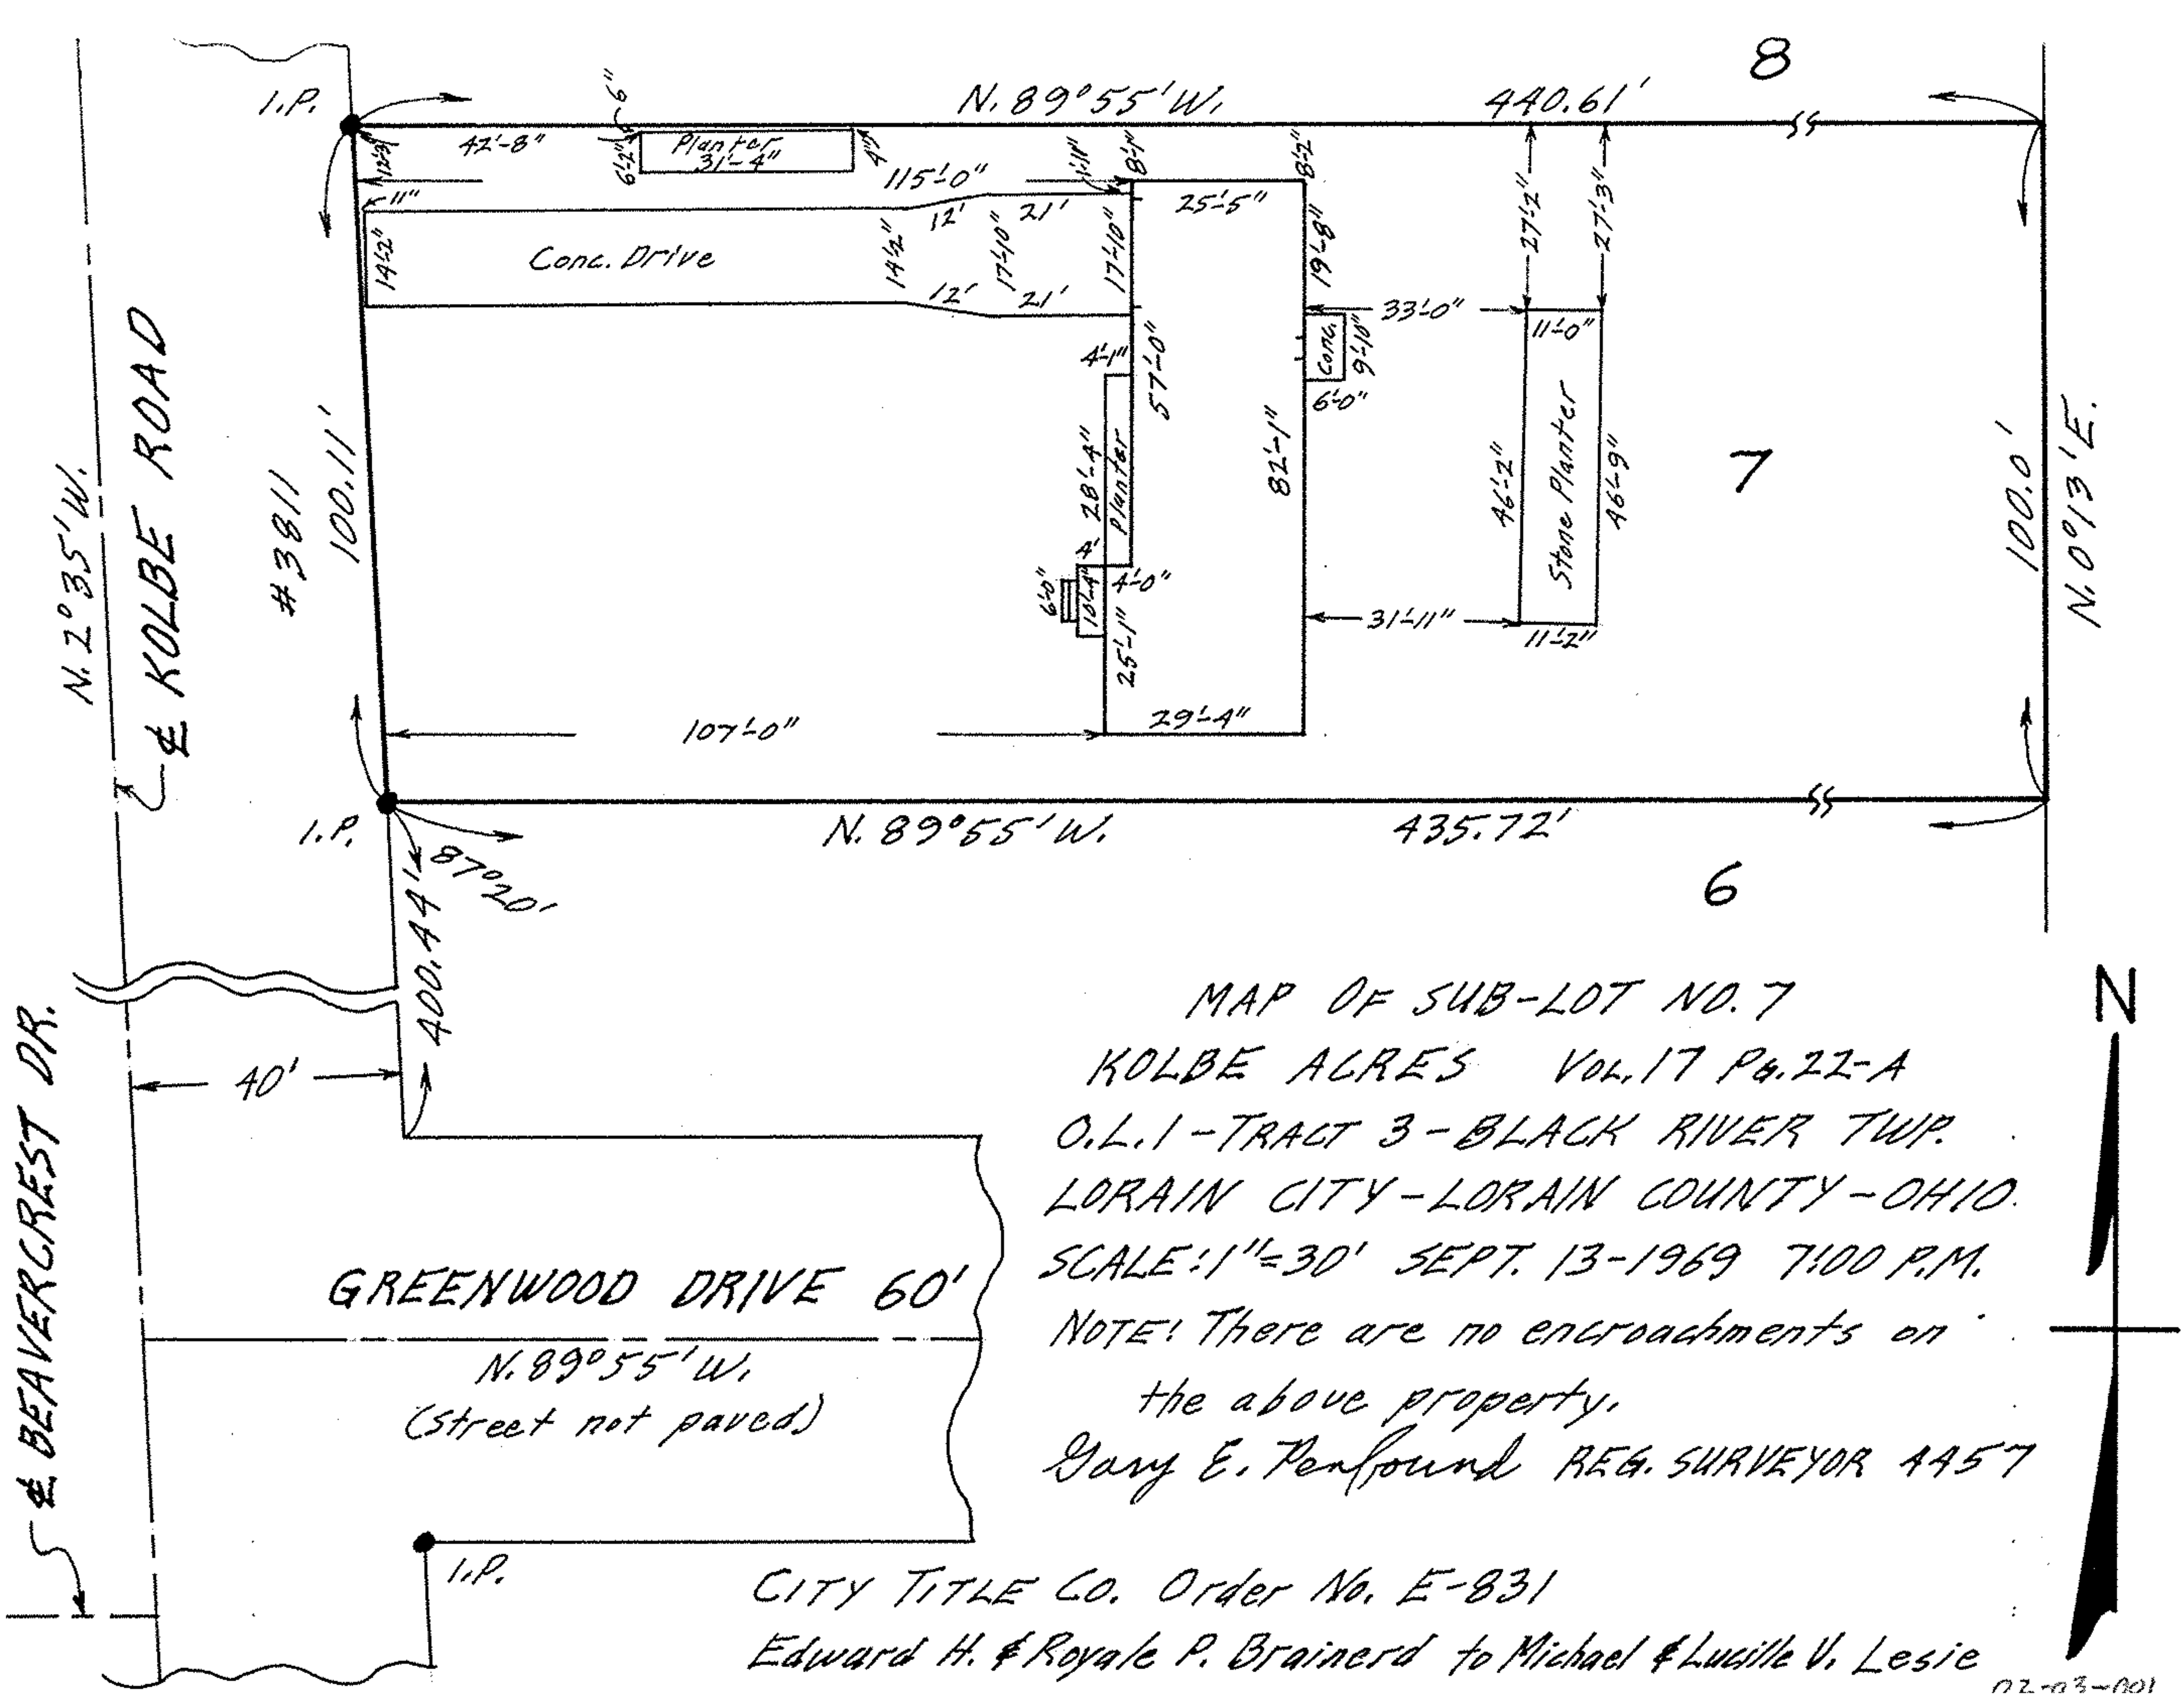 8
I.P.
N. 89°55'W.
440.61'
42'-8"
6"
6'-2"
Planter
31'-4"
4"
12'-3"
115'-0"
1'-11"
8'-1"
8'-2"
11"
14'-2"
Conc. Drive
14'-2"
12'
21'
17'-10"
17'-10"
12'
21'
25'-5"
19'-8"
27'-2"
27'-3"
33'-0"
11'-0"
Conc.
9'-10"
6'-0"
4'-1"
57'-0"
28'-4"
Planter
82'-1"
46'-2"
Stone Planter
46'-9"
7
100.0'
N. 0°13'E.
4'
4'-0"
6'-0"
10'-4"
25'-1"
31'-11"
11'-2"
107'-0"
29'-4"
N. 2°35'W.
℄ KOLBE ROAD
#3811
100.11'
I.P.
N. 89°55'W.
435.72'
87°20'
400.44'
6
N
40'
℄ BEAVERCREST DR.
GREENWOOD DRIVE 60'
N. 89°55'W.
(Street not paved)
I.P.
MAP OF SUB-LOT NO. 7
KOLBE ACRES VOL. 17 PG. 22-A
O.L. 1 - TRACT 3 - BLACK RIVER TWP.
LORAIN CITY - LORAIN COUNTY - OHIO.
SCALE: 1"=30' SEPT. 13-1969 7:00 P.M.
NOTE: There are no encroachments on
the above property.
Gary E. Penfound REG. SURVEYOR 4457
CITY TITLE CO. Order No. E-831
Edward H. & Royale P. Brainerd to Michael & Lucille V. Lesie
02-03-001